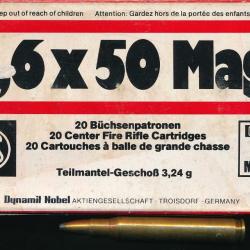 ep out of reach of children / Attention: Gardez hors de la portée des enfants
,6 x 50 Mag
20 Büchsenpatronen
20 Center Fire Rifle Cartridges
20 Cartouches à balle de grande chasse
Teilmantel-Geschoß 3,24 g
Dynamit Nobel AKTIENGESELLSCHAFT · TROISDORF · GERMANY